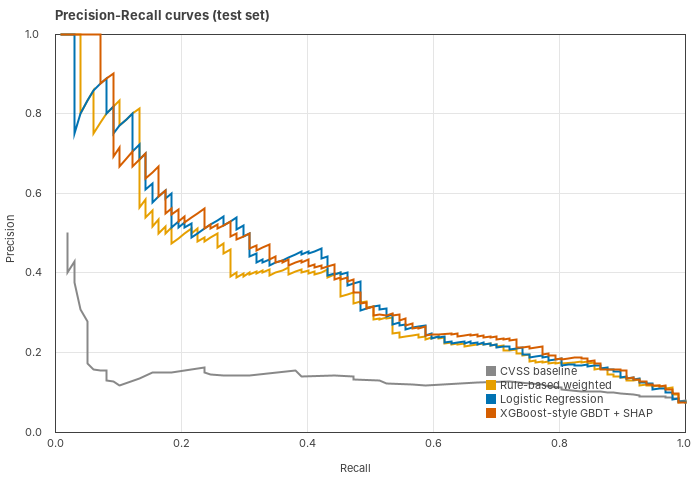 Precision-Recall curves (test set)
1.0
0.8
0.6
0.4
0.2
0.0
Precision
CVSS baseline
Rule-based weighted
Logistic Regression
XGBoost-style GBDT + SHAP
0.0 0.2 0.4 0.6 0.8 1.0
Recall